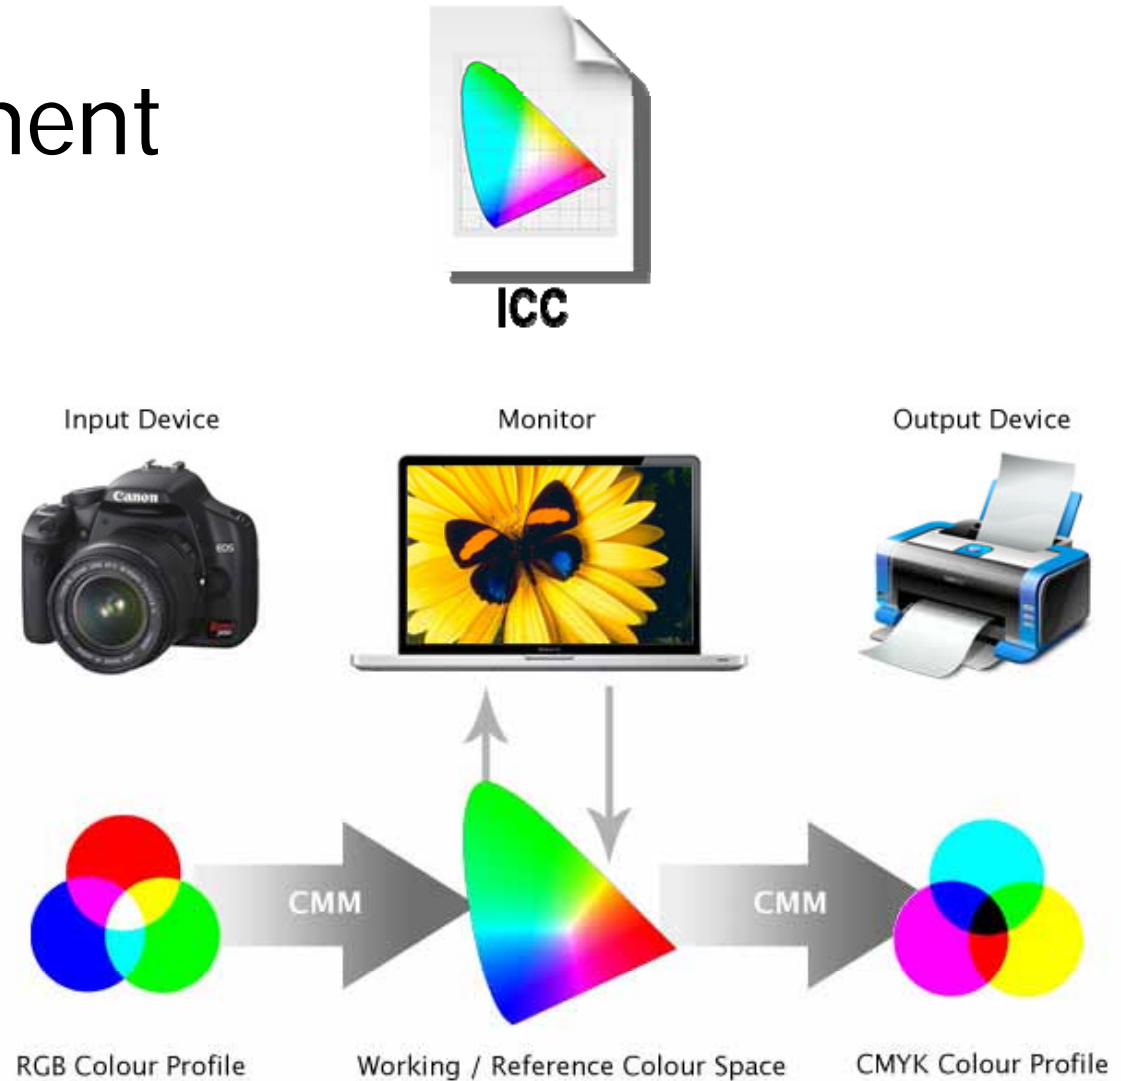 nent
ICC
Input Device
Monitor
Output Device
Canon
EOS
CMM
CMM
RGB Colour Profile
Working / Reference Colour Space
CMYK Colour Profile